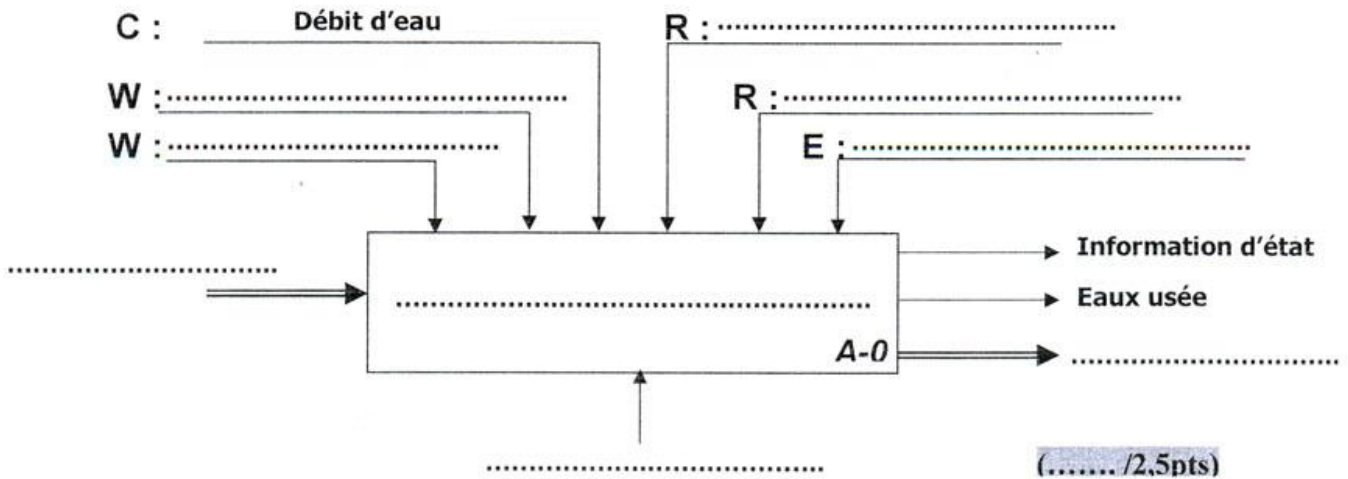 C : Débit d'eau
R : ........................................
W : ........................................
R : ........................................
W : ..................................
E : ........................................
Information d'état
...........................
................................................
Eaux usée
A-0
...........................
..................................
(....... /2,5pts)